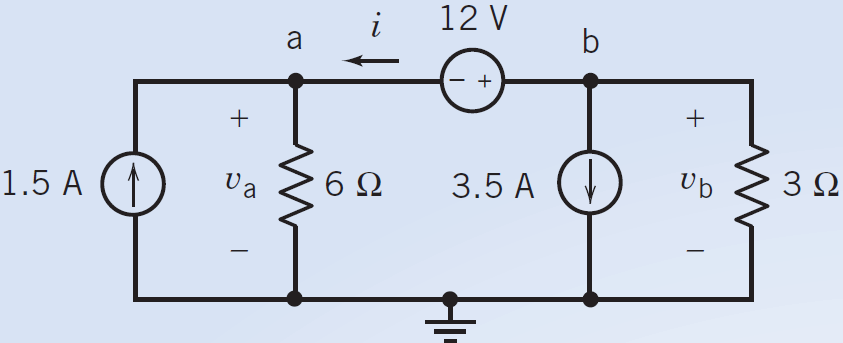 a
i
12 V
b
− +
+
+
1.5 A
va
6 Ω
3.5 A
vb
3 Ω
−
−